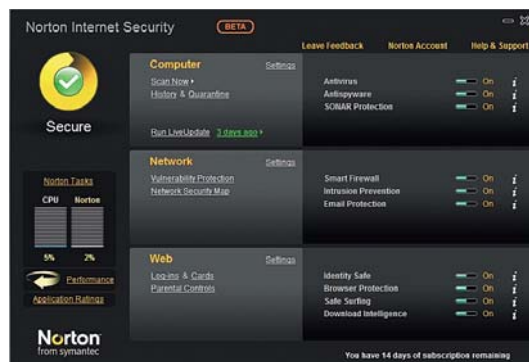 Norton Internet Security BETA
Leave Feedback Norton Account Help & Support
Secure
Computer Settings
Scan Now
History & Quarantine
Run LiveUpdate 3 days ago
Antivirus On
Antispyware On
SONAR Protection On
Norton Tasks
CPU Norton
5% 2%
Performance
Application Ratings
Network Settings
Vulnerability Protection
Network Security Map
Smart Firewall On
Intrusion Prevention On
Email Protection On
Web Settings
Log-ins & Cards
Parental Controls
Identity Safe On
Browser Protection On
Safe Surfing On
Download Intelligence On
Norton
from symantec
You have 14 days of subscription remaining